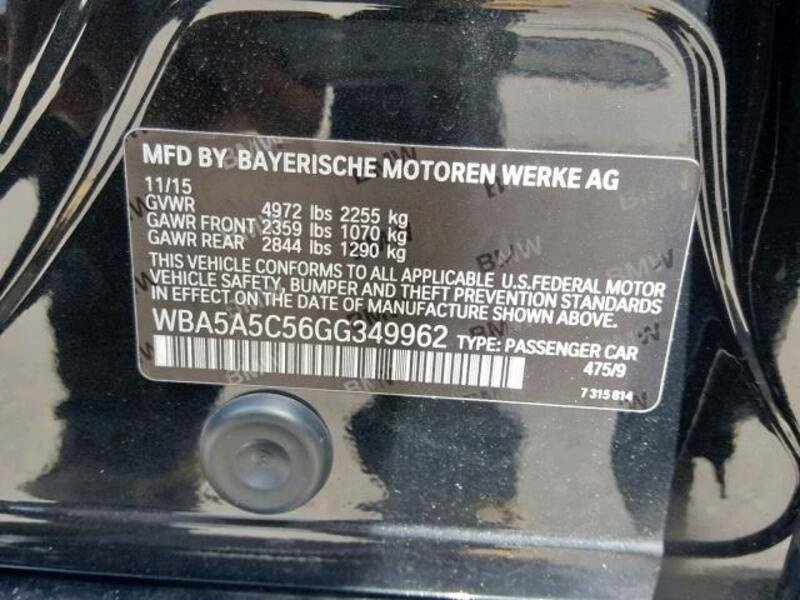 MFD BY BAYERISCHE MOTOREN WERKE AG
11/15
GVWR 4972 lbs 2255 kg
GAWR FRONT 2359 lbs 1070 kg
GAWR REAR 2844 lbs 1290 kg
THIS VEHICLE CONFORMS TO ALL APPLICABLE U.S.FEDERAL MOTOR
VEHICLE SAFETY, BUMPER AND THEFT PREVENTION STANDARDS
IN EFFECT ON THE DATE OF MANUFACTURE SHOWN ABOVE.
WBA5A5C56GG349962 TYPE: PASSENGER CAR
475/9
7 315 814